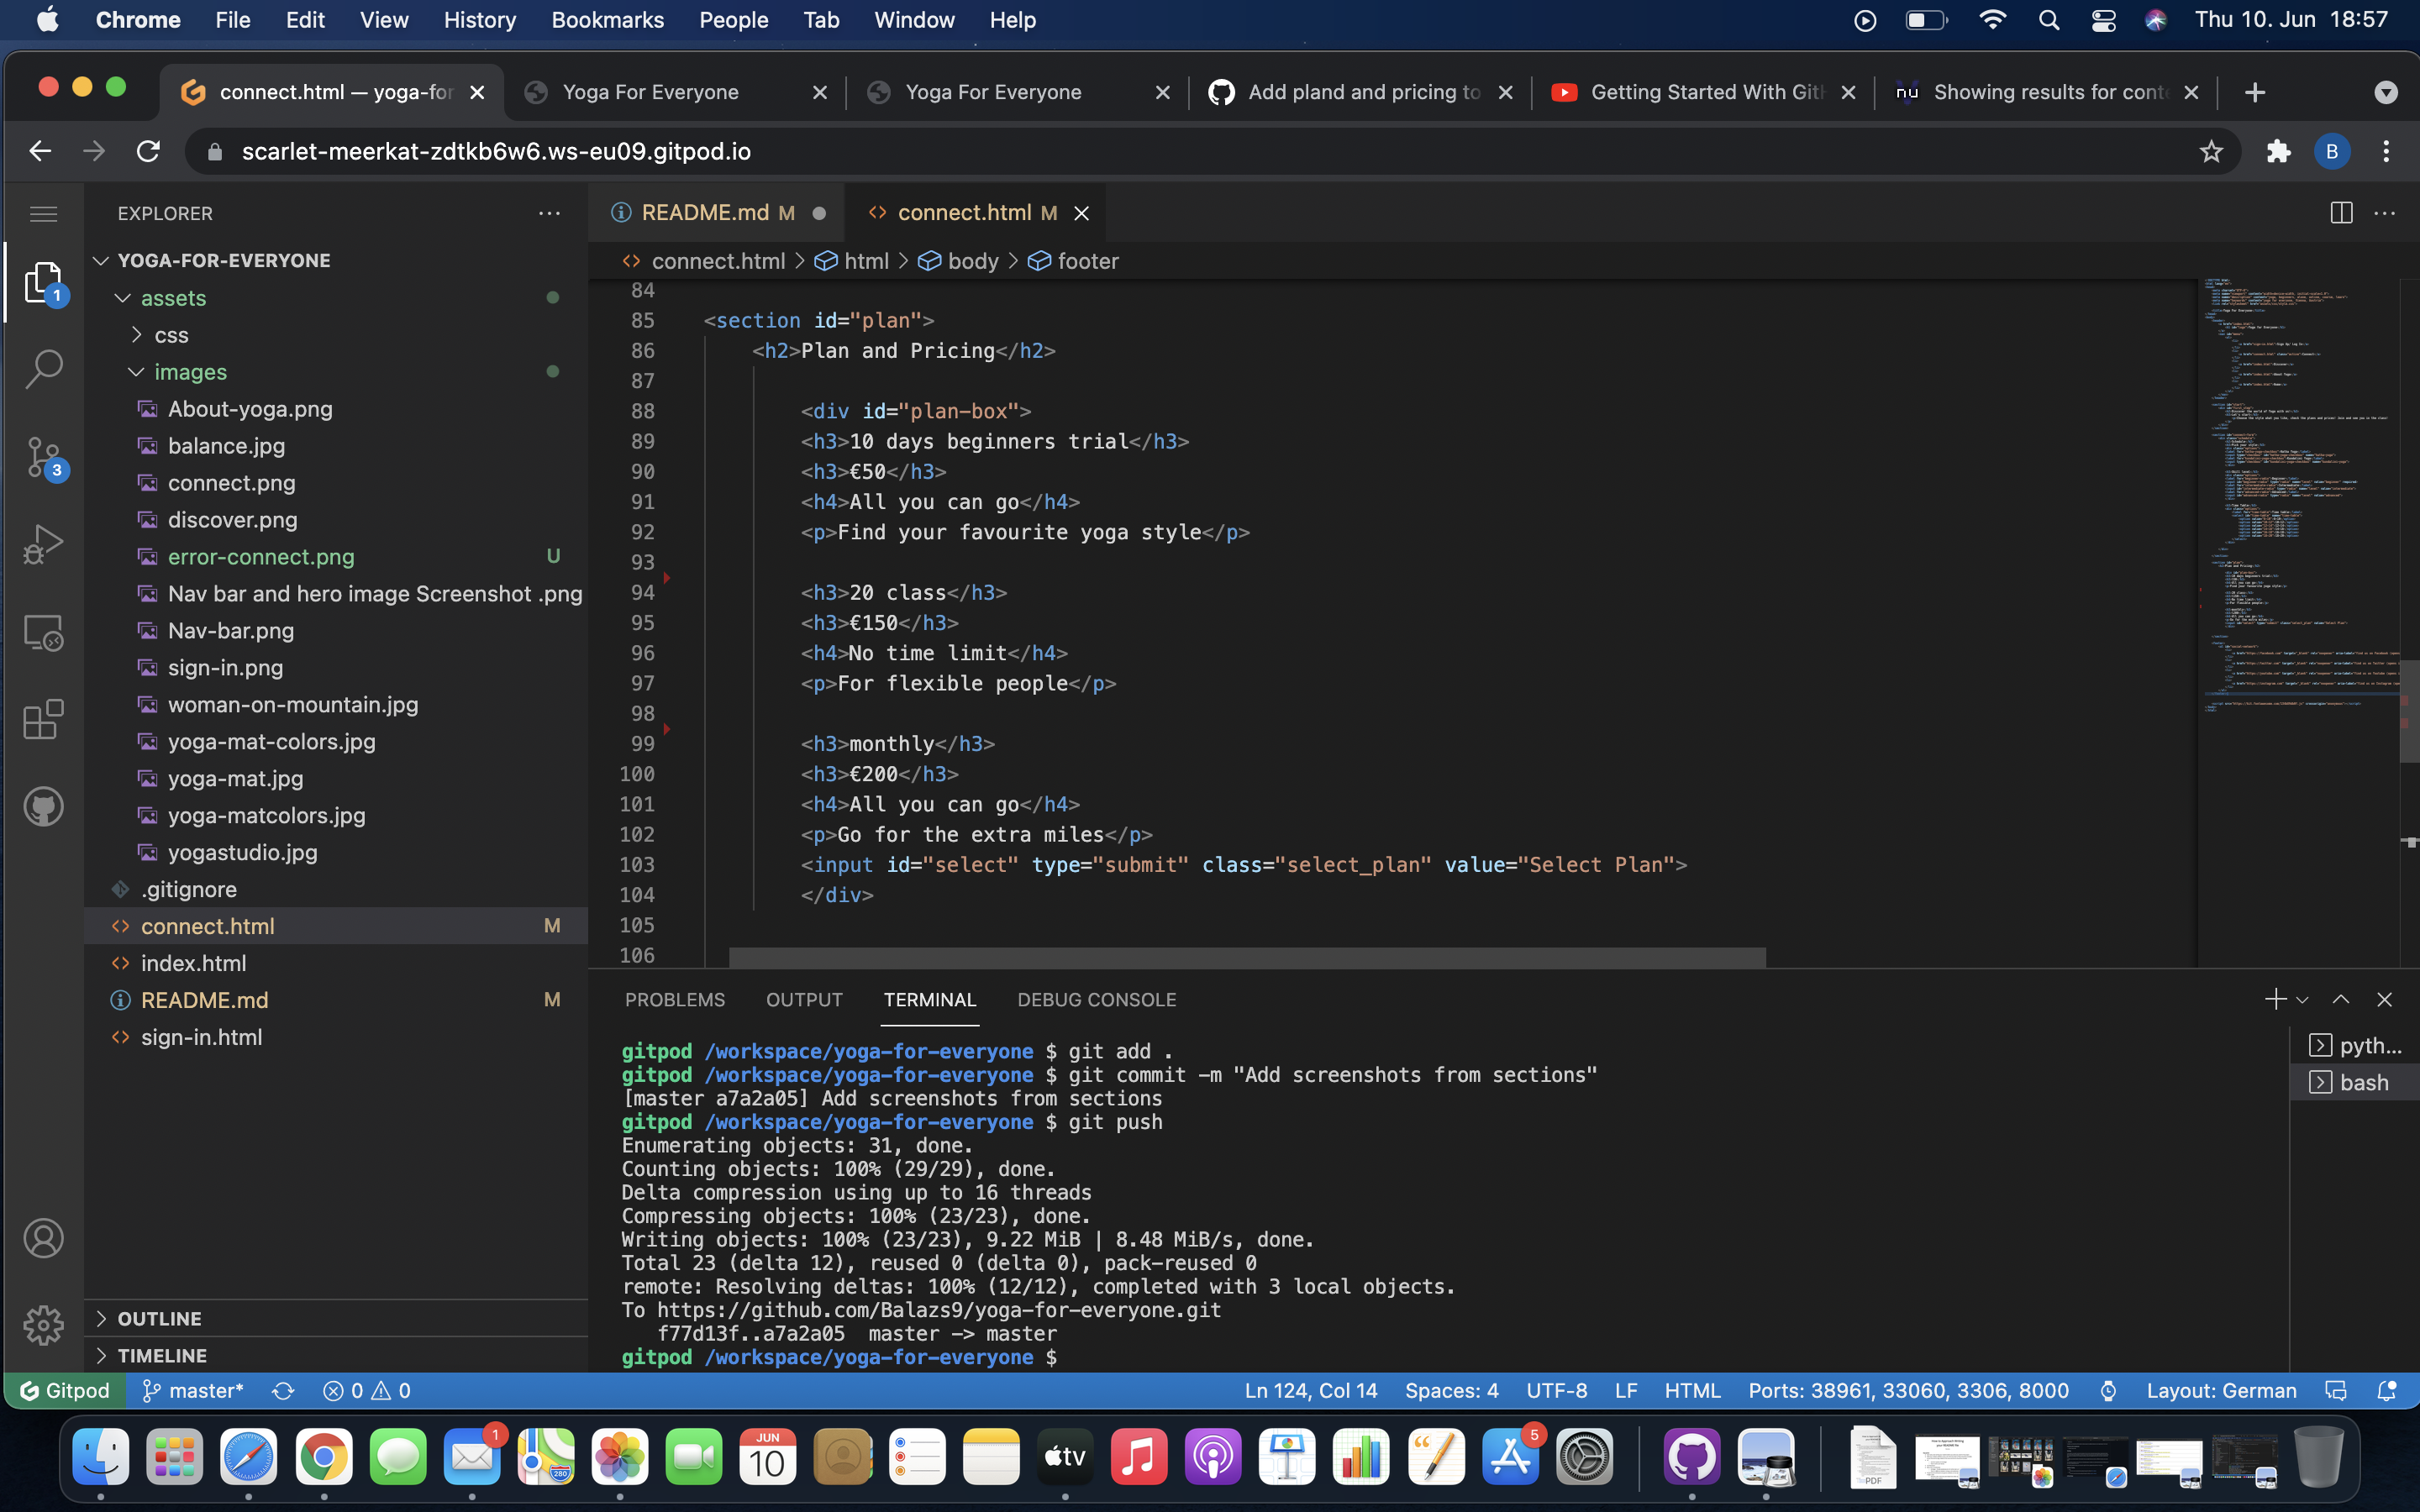 Chrome File Edit View History Bookmarks People Tab Window Help Thu 10. Jun 18:57
connect.html — yoga-for Yoga For Everyone Yoga For Everyone Add pland and pricing to Getting Started With Git nu Showing results for conte
scarlet-meerkat-zdtkb6w6.ws-eu09.gitpod.io B
EXPLORER
README.md M connect.html M
YOGA-FOR-EVERYONE
connect.html > html > body > footer
assets
css
images
About-yoga.png
balance.jpg
connect.png
discover.png
error-connect.png U
Nav bar and hero image Screenshot .png
Nav-bar.png
sign-in.png
woman-on-mountain.jpg
yoga-mat-colors.jpg
yoga-mat.jpg
yoga-matcolors.jpg
yogastudio.jpg
.gitignore
connect.html M
index.html
README.md M
sign-in.html
OUTLINE
TIMELINE
1
3
84
85 <section id="plan">
86 <h2>Plan and Pricing</h2>
87
88 <div id="plan-box">
89 <h3>10 days beginners trial</h3>
90 <h3>€50</h3>
91 <h4>All you can go</h4>
92 <p>Find your favourite yoga style</p>
93
94 <h3>20 class</h3>
95 <h3>€150</h3>
96 <h4>No time limit</h4>
97 <p>For flexible people</p>
98
99 <h3>monthly</h3>
100 <h3>€200</h3>
101 <h4>All you can go</h4>
102 <p>Go for the extra miles</p>
103 <input id="select" type="submit" class="select_plan" value="Select Plan">
104 </div>
105
106
PROBLEMS OUTPUT TERMINAL DEBUG CONSOLE
gitpod /workspace/yoga-for-everyone $ git add .
gitpod /workspace/yoga-for-everyone $ git commit -m "Add screenshots from sections"
[master a7a2a05] Add screenshots from sections
gitpod /workspace/yoga-for-everyone $ git push
Enumerating objects: 31, done.
Counting objects: 100% (29/29), done.
Delta compression using up to 16 threads
Compressing objects: 100% (23/23), done.
Writing objects: 100% (23/23), 9.22 MiB | 8.48 MiB/s, done.
Total 23 (delta 12), reused 0 (delta 0), pack-reused 0
remote: Resolving deltas: 100% (12/12), completed with 3 local objects.
To https://github.com/Balazs9/yoga-for-everyone.git
f77d13f..a7a2a05 master -> master
gitpod /workspace/yoga-for-everyone $
pyth...
bash
Gitpod master* 0 0 Ln 124, Col 14 Spaces: 4 UTF-8 LF HTML Ports: 38961, 33060, 3306, 8000 Layout: German
1 280 JUN 10 tv 5 PDF